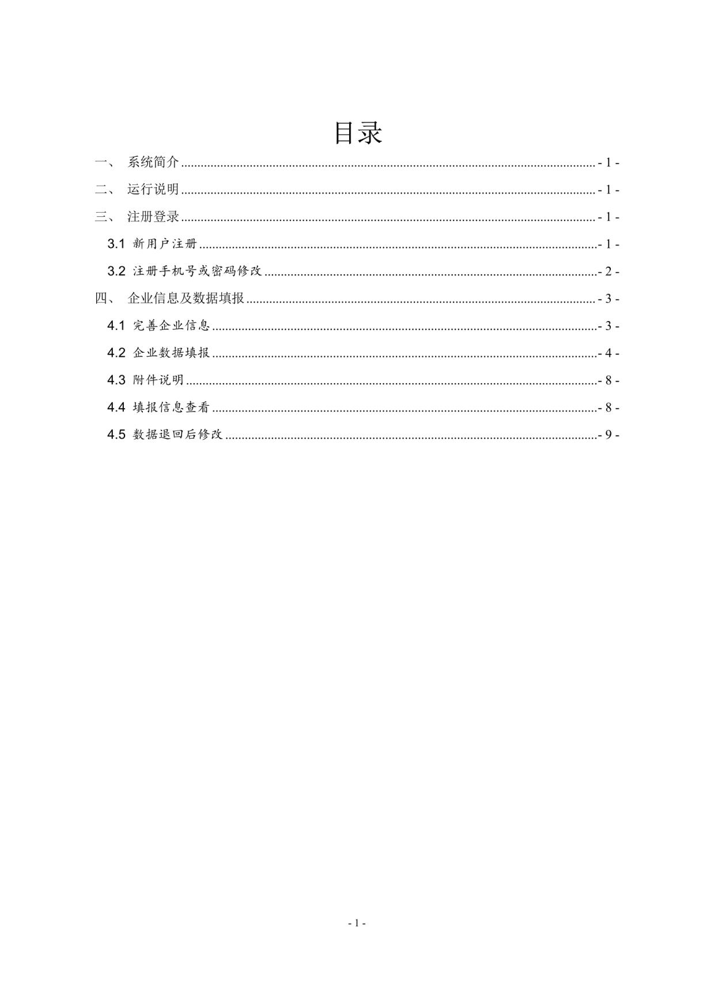 目录
一、 系统简介........................................................- 1 -
二、 运行说明........................................................- 1 -
三、 注册登录........................................................- 1 -
3.1 新用户注册........................................................- 1 -
3.2 注册手机号或密码修改........................................................- 2 -
四、 企业信息及数据填报........................................................- 3 -
4.1 完善企业信息........................................................- 3 -
4.2 企业数据填报........................................................- 4 -
4.3 附件说明........................................................- 8 -
4.4 填报信息查看........................................................- 8 -
4.5 数据退回后修改........................................................- 9 -
- 1 -